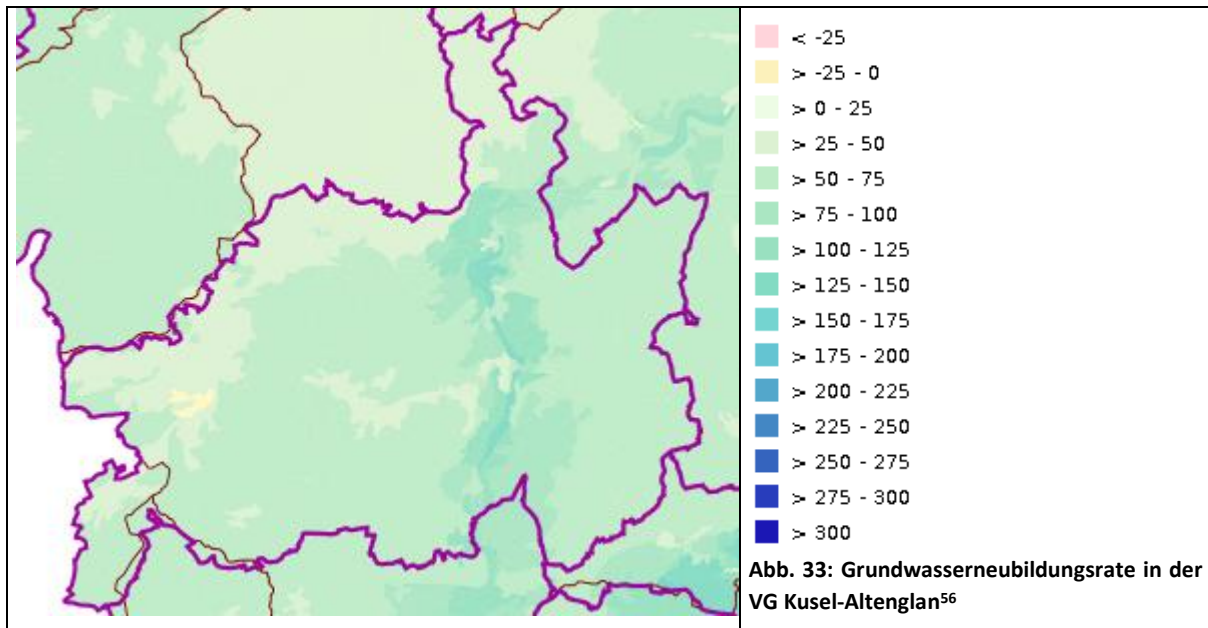 < -25
> -25 - 0
> 0 - 25
> 25 - 50
> 50 - 75
> 75 - 100
> 100 - 125
> 125 - 150
> 150 - 175
> 175 - 200
> 200 - 225
> 225 - 250
> 250 - 275
> 275 - 300
> 300
Abb. 33: Grundwasserneubildungsrate in der
VG Kusel-Altenglan⁵⁶